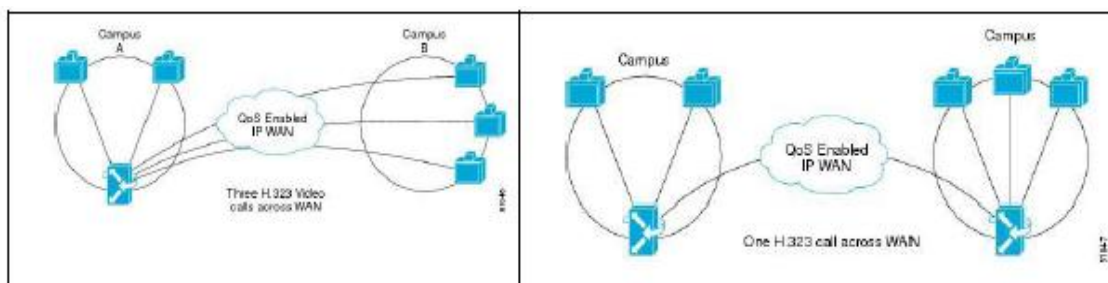 Campus
A
Campus
B
QoS Enabled
IP WAN
Three H.323 Video
calls across WAN
Campus
Campus
QoS Enabled
IP WAN
One H.323 call across WAN